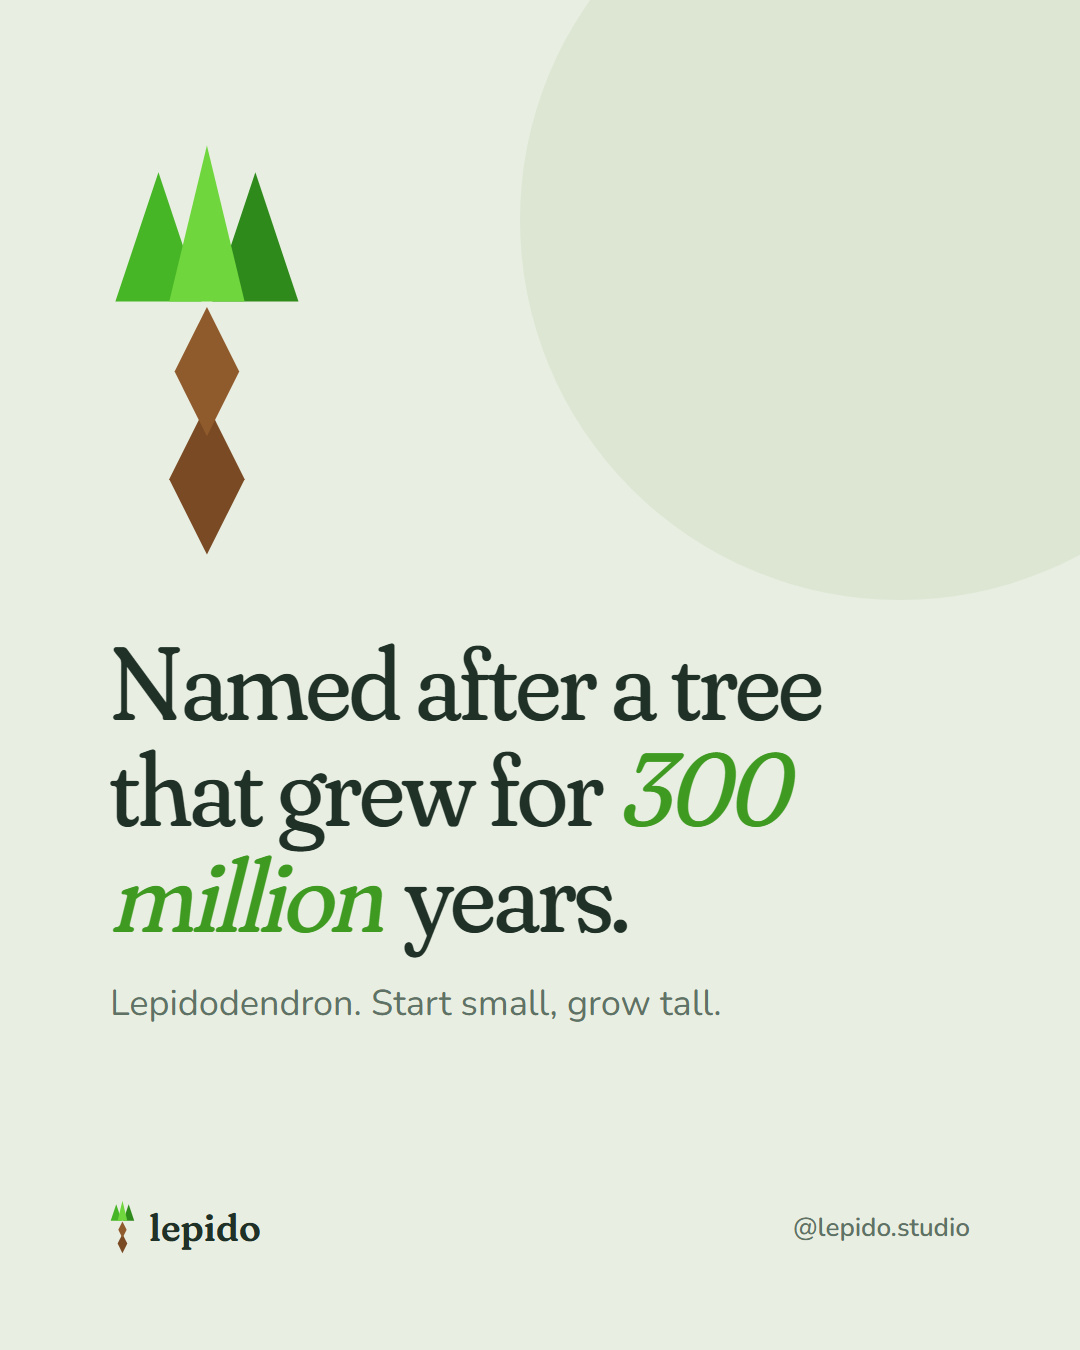 Named after a tree
that grew for 300
million years.
Lepidodendron. Start small, grow tall.
lepido
@lepido.studio